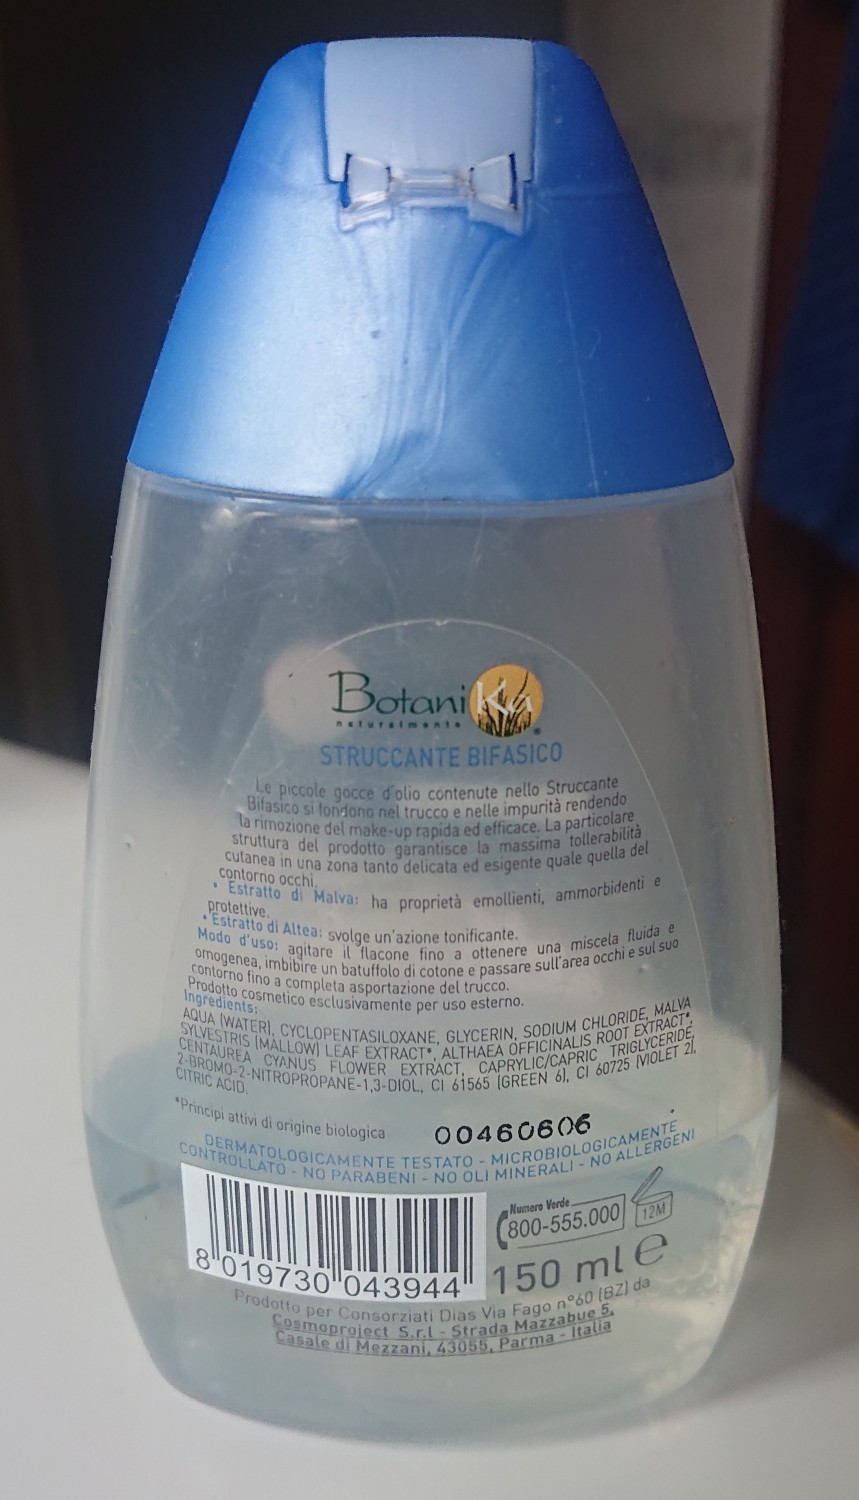 BotaniKa
naturalmente
STRUCCANTE BIFASICO
Le piccole gocce d'olio contenute nello Struccante
Bifasico si fondono nel trucco e nelle impurità rendendo
la rimozione del make-up rapida ed efficace. La particolare
struttura del prodotto garantisce la massima tollerabilità
cutanea in una zona tanto delicata ed esigente quale quella del
contorno occhi.
• Estratto di Malva: ha proprietà emollienti, ammorbidenti e
protettive.
• Estratto di Altea: svolge un'azione tonificante.
Modo d'uso: agitare il flacone fino a ottenere una miscela fluida e
omogenea, imbibire un batuffolo di cotone e passare sull'area occhi e sul suo
contorno fino a completa asportazione del trucco.
Prodotto cosmetico esclusivamente per uso esterno.
Ingredients:
AQUA (WATER), CYCLOPENTASILOXANE, GLYCERIN, SODIUM CHLORIDE, MALVA
SYLVESTRIS (MALLOW) LEAF EXTRACT*, ALTHAEA OFFICINALIS ROOT EXTRACT*,
CENTAUREA CYANUS FLOWER EXTRACT, CAPRYLIC/CAPRIC TRIGLYCERIDE,
2-BROMO-2-NITROPROPANE-1,3-DIOL, CI 61565 (GREEN 6), CI 60725 (VIOLET 2),
CITRIC ACID.
*Principi attivi di origine biologica
00460606
DERMATOLOGICAMENTE TESTATO - MICROBIOLOGICAMENTE
CONTROLLATO - NO PARABENI - NO OLI MINERALI - NO ALLERGENI
Numero Verde
800-555.000
12M
8 019730 043944
150 ml e
Prodotto per Consorziati Dias Via Fago n°60 (BZ) da
Cosmoproject S.r.l - Strada Mazzabue 5,
Casale di Mezzani, 43055, Parma - Italia